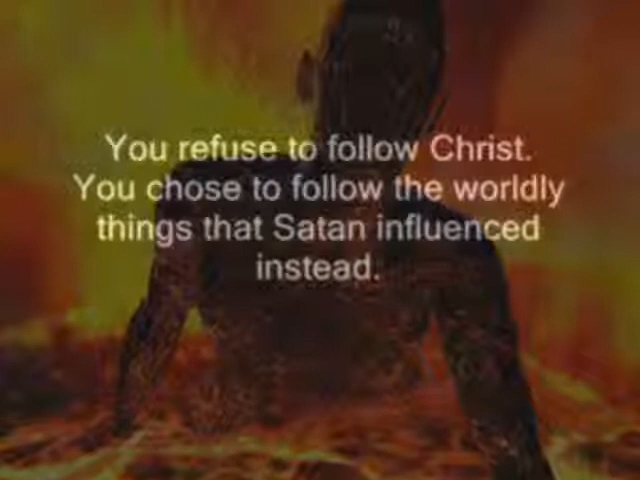 You refuse to follow Christ.
You chose to follow the worldly
things that Satan influenced
instead.